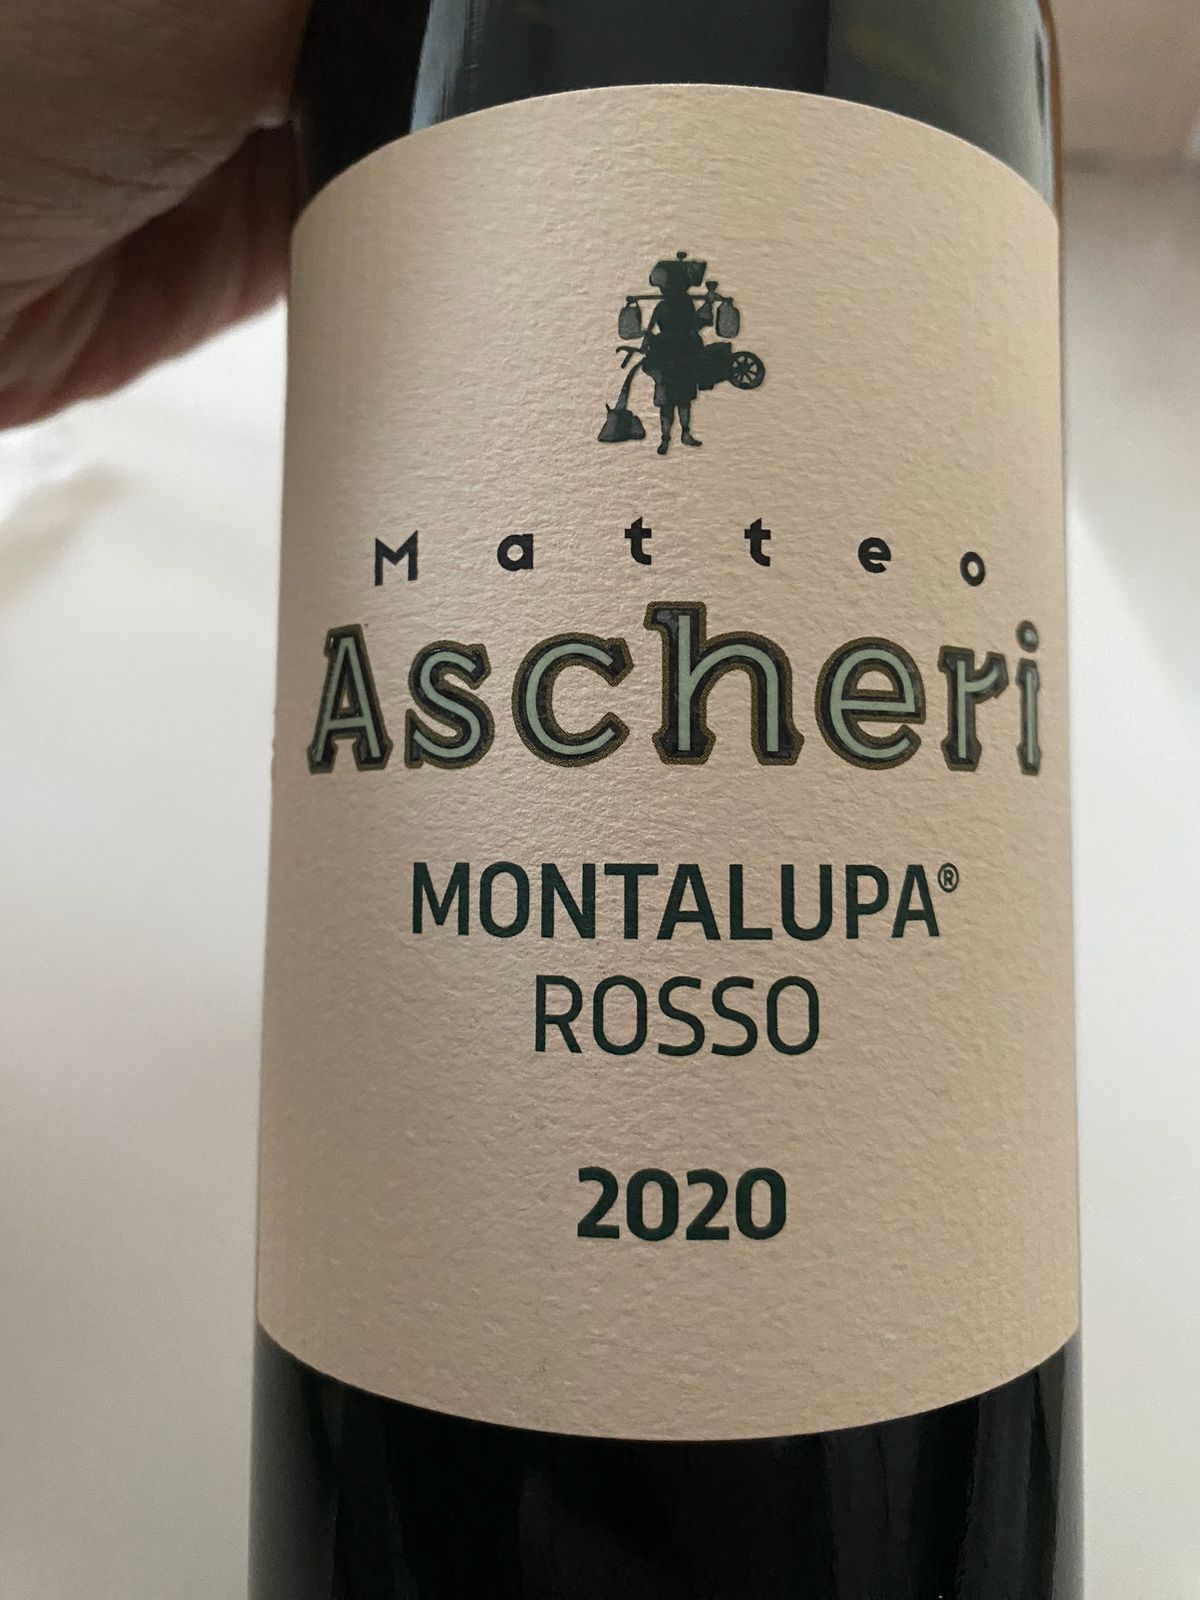 Matteo
Ascheri
MONTALUPA®
ROSSO
2020